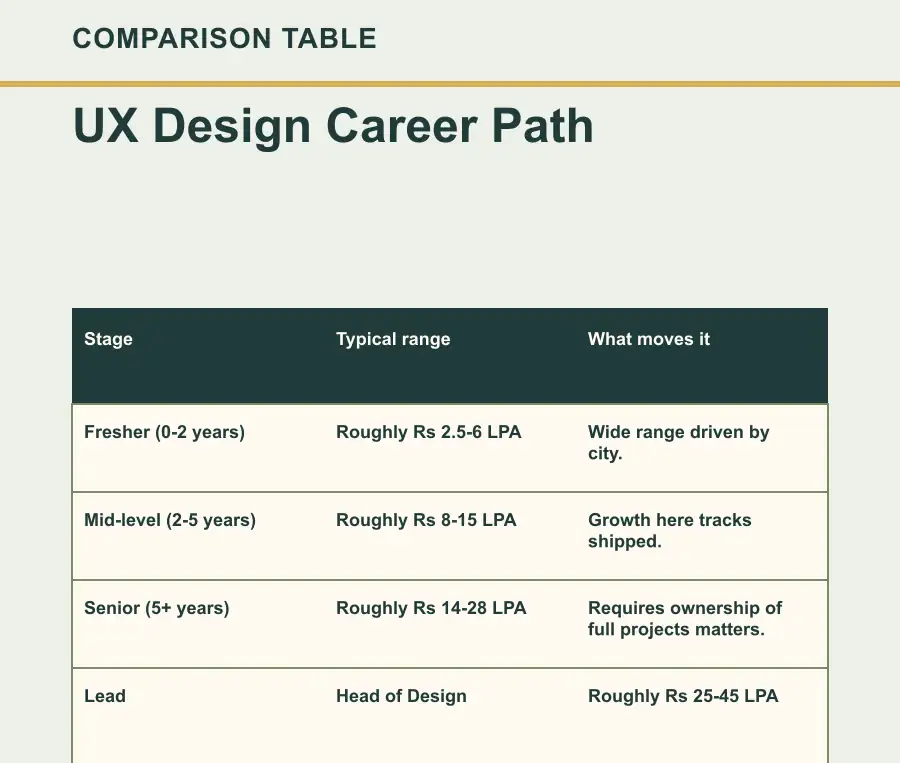 COMPARISON TABLE
UX Design Career Path
Stage Typical range What moves it
Fresher (0-2 years) Roughly Rs 2.5-6 LPA Wide range driven by
city.
Mid-level (2-5 years) Roughly Rs 8-15 LPA Growth here tracks
shipped.
Senior (5+ years) Roughly Rs 14-28 LPA Requires ownership of
full projects matters.
Lead Head of Design Roughly Rs 25-45 LPA